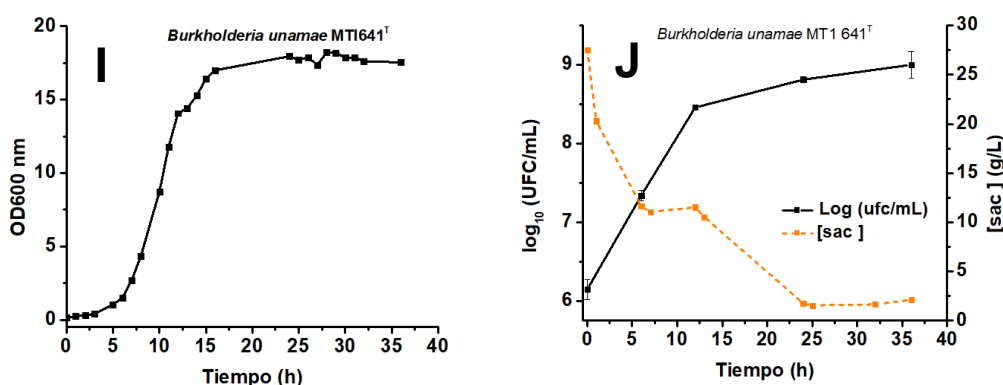 I
Burkholderia unamae MTI641ᵀ
OD600 nm
20
15
10
5
0
0 5 10 15 20 25 30 35 40
Tiempo (h)
J
Burkholderia unamae MT1 641ᵀ
log₁₀ (UFC/mL)
9
8
7
6
Log (ufc/mL)
[sac ]
30
25
20
15
10
5
0
[sac ] (g/L)
0 5 10 15 20 25 30 35 40
Tiempo (h)